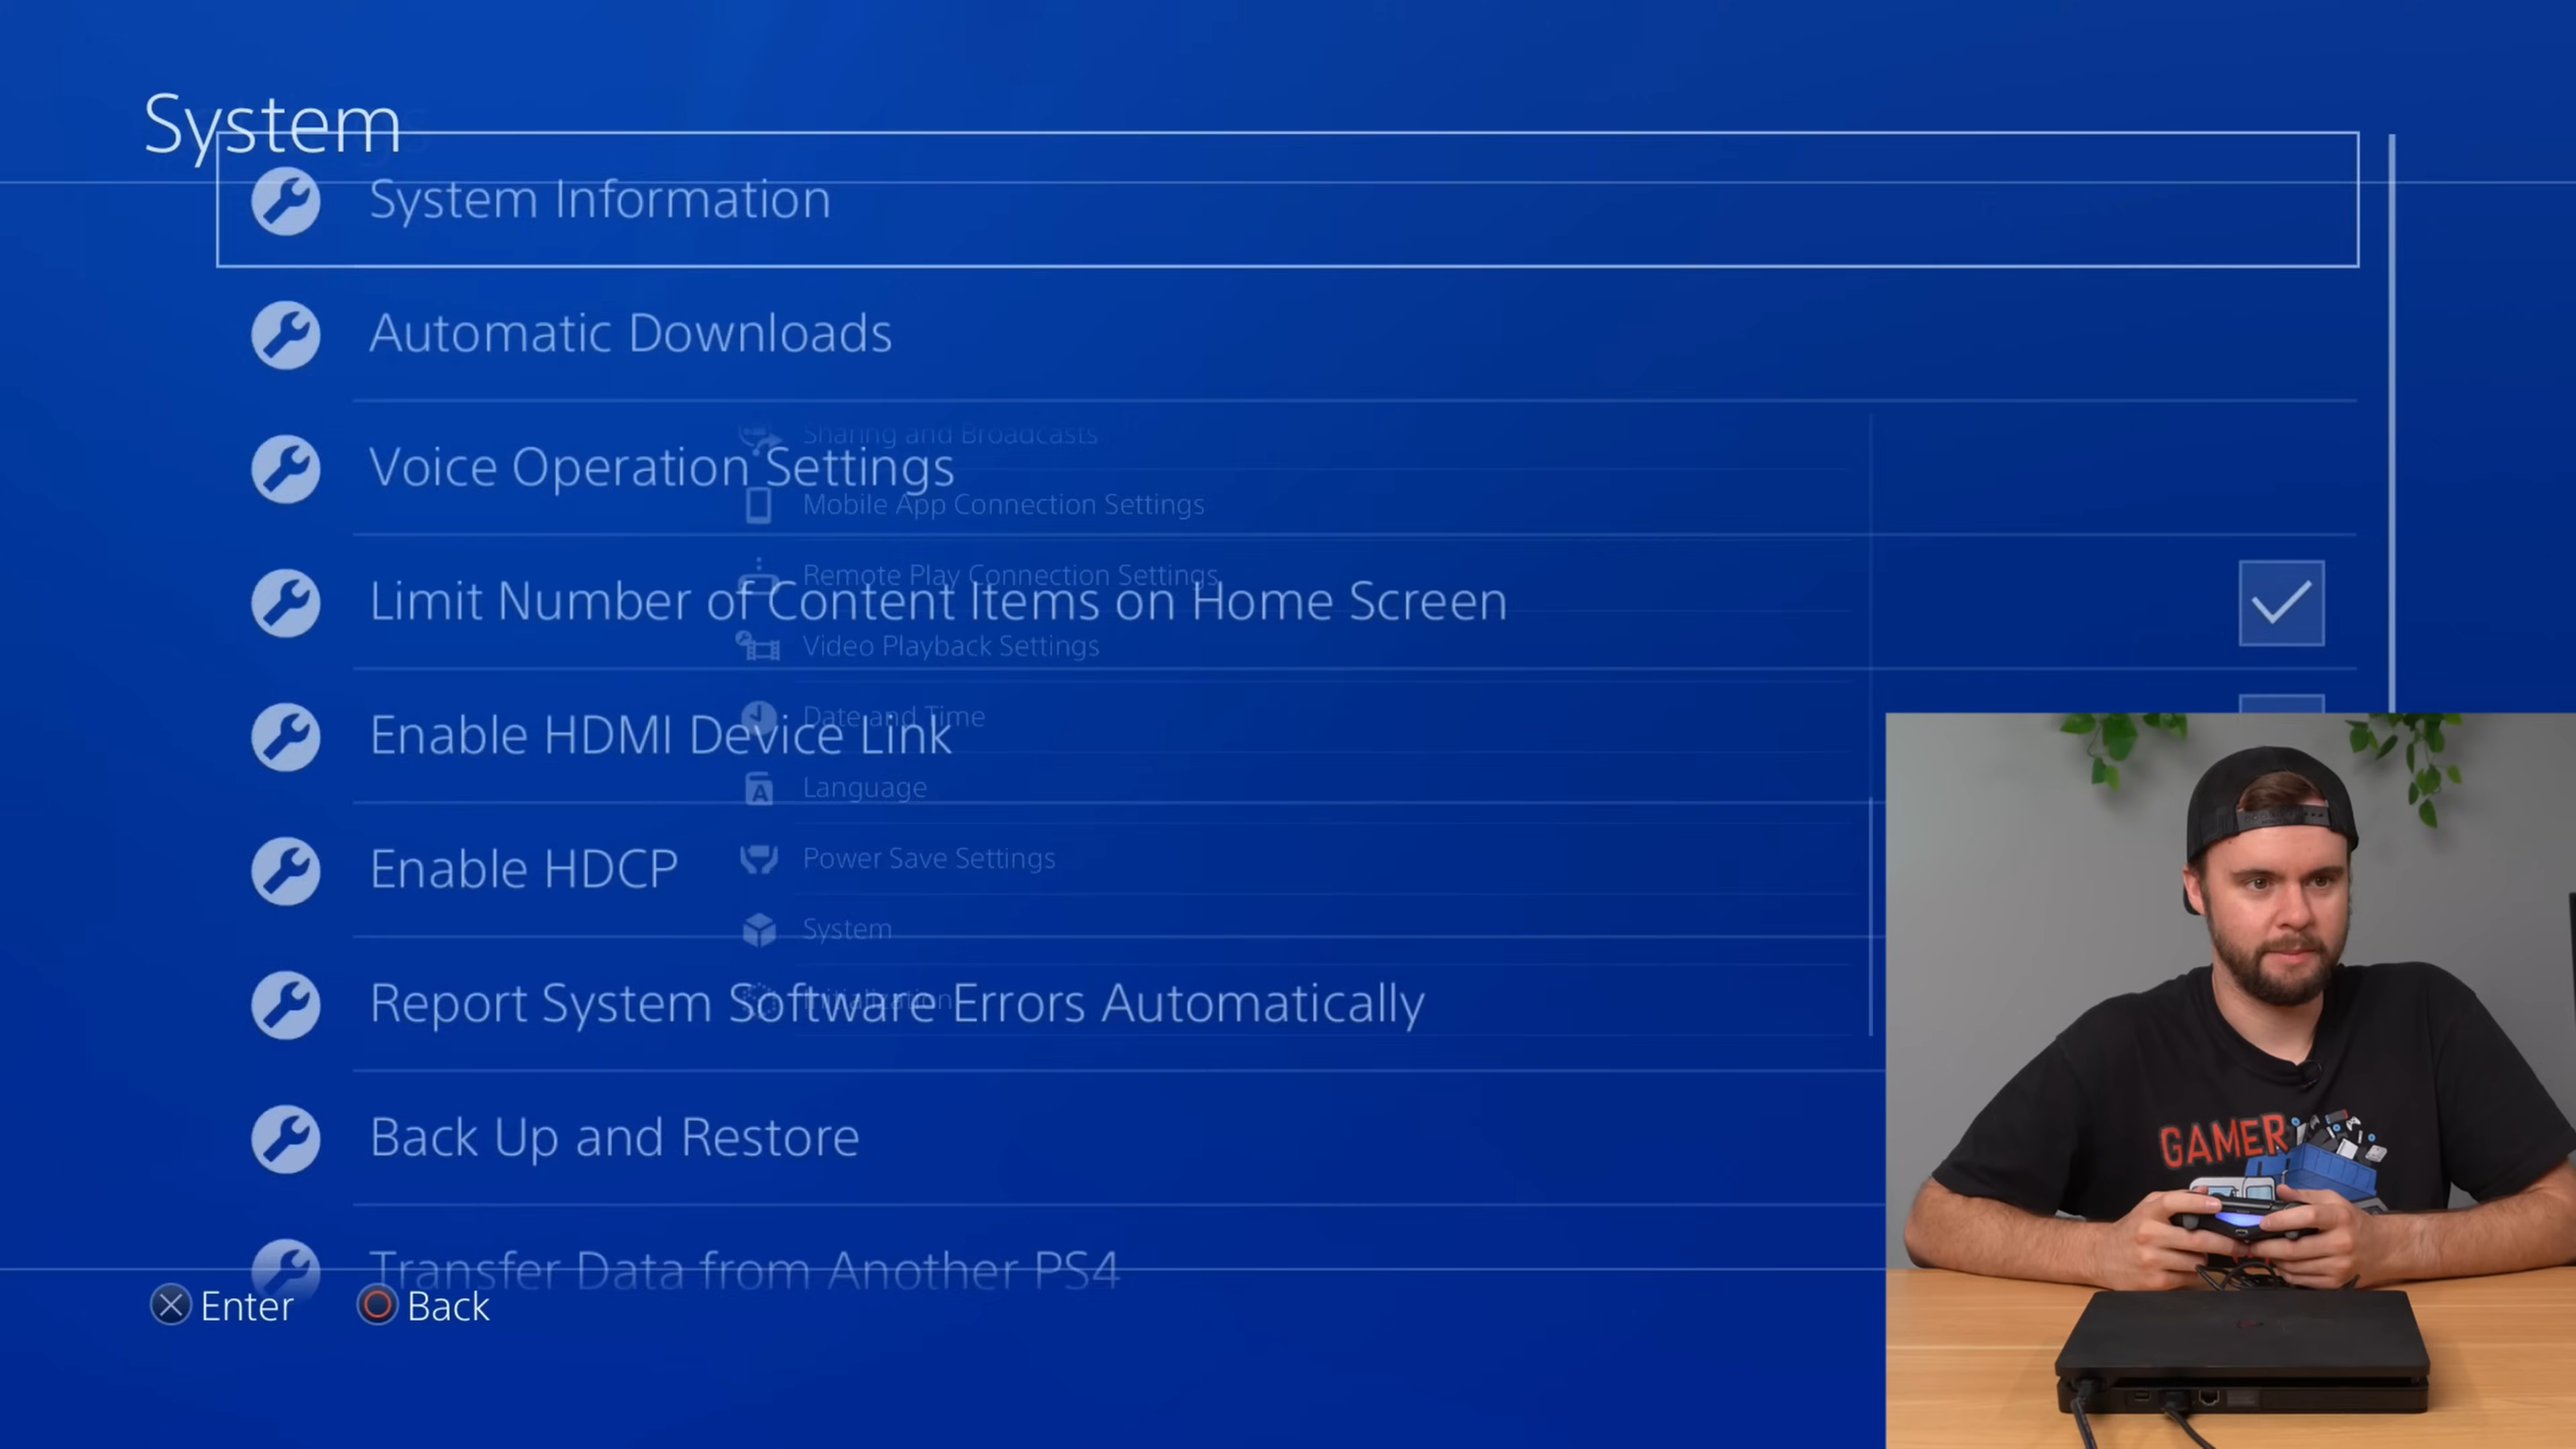 System
System Information
Automatic Downloads
Sharing and Broadcasts
Voice Operation Settings
Mobile App Connection Settings
Remote Play Connection Settings
Limit Number of Content Items on Home Screen
Video Playback Settings
Date and Time
Enable HDMI Device Link
Language
Enable HDCP
Power Save Settings
System
Initialization
Report System Software Errors Automatically
Back Up and Restore
Transfer Data from Another PS4
Enter
Back
GAMER